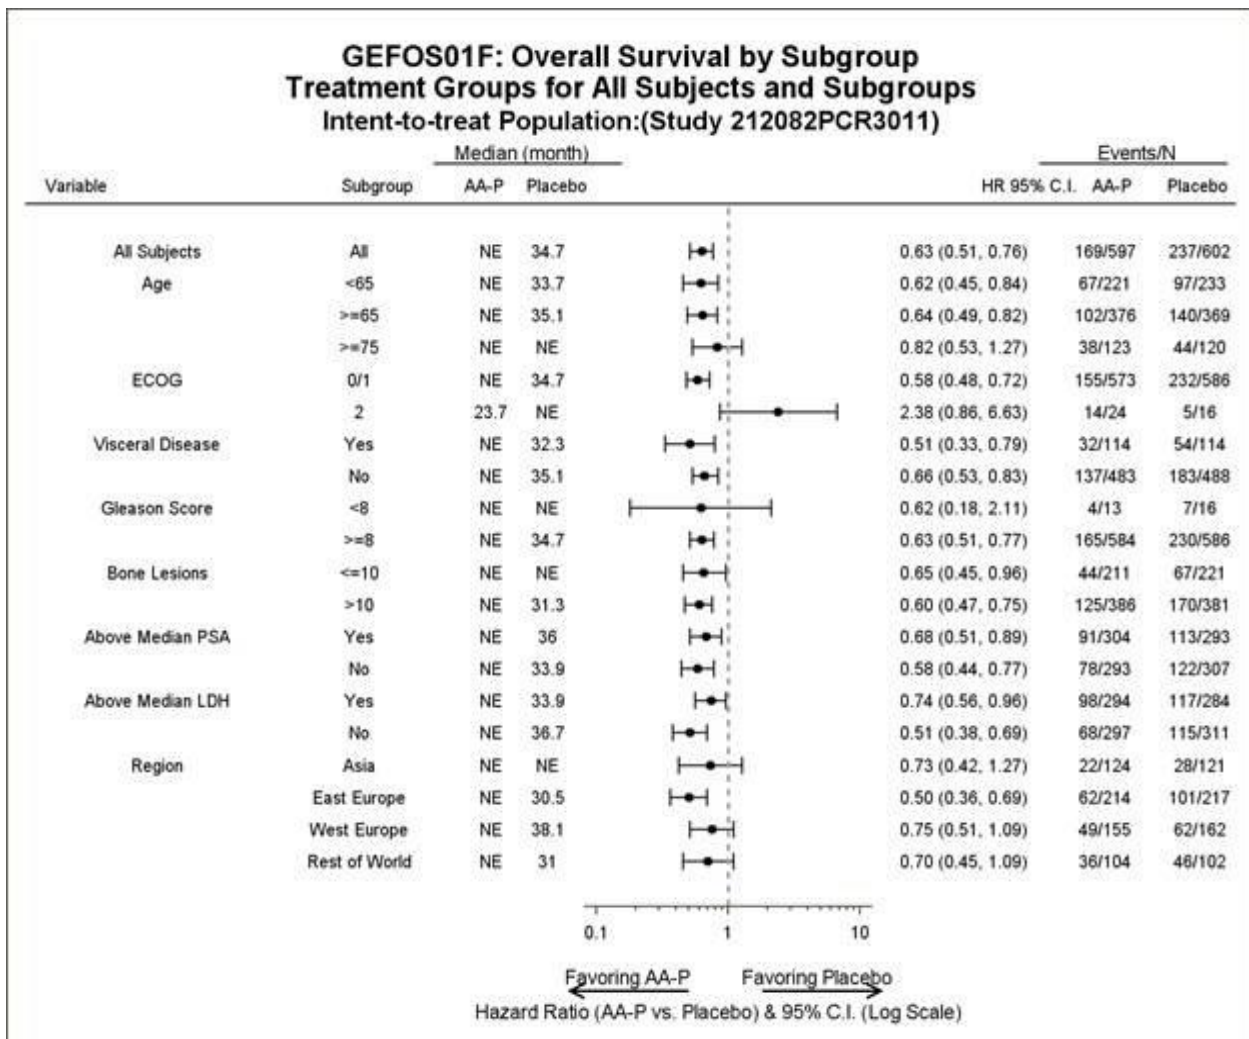 GEFOS01F: Overall Survival by Subgroup
Treatment Groups for All Subjects and Subgroups
Intent-to-treat Population:(Study 212082PCR3011)
Median (month) Events/N
Variable Subgroup AA-P Placebo HR 95% C.I. AA-P Placebo
All Subjects All NE 34.7 0.63 (0.51, 0.76) 169/597 237/602
Age <65 NE 33.7 0.62 (0.45, 0.84) 67/221 97/233
>=65 NE 35.1 0.64 (0.49, 0.82) 102/376 140/369
>=75 NE NE 0.82 (0.53, 1.27) 38/123 44/120
ECOG 0/1 NE 34.7 0.58 (0.48, 0.72) 155/573 232/586
2 23.7 NE 2.38 (0.86, 6.63) 14/24 5/16
Visceral Disease Yes NE 32.3 0.51 (0.33, 0.79) 32/114 54/114
No NE 35.1 0.66 (0.53, 0.83) 137/483 183/488
Gleason Score <8 NE NE 0.62 (0.18, 2.11) 4/13 7/16
>=8 NE 34.7 0.63 (0.51, 0.77) 165/584 230/586
Bone Lesions <=10 NE NE 0.65 (0.45, 0.96) 44/211 67/221
>10 NE 31.3 0.60 (0.47, 0.75) 125/386 170/381
Above Median PSA Yes NE 36 0.68 (0.51, 0.89) 91/304 113/293
No NE 33.9 0.58 (0.44, 0.77) 78/293 122/307
Above Median LDH Yes NE 33.9 0.74 (0.56, 0.96) 98/294 117/284
No NE 36.7 0.51 (0.38, 0.69) 68/297 115/311
Region Asia NE NE 0.73 (0.42, 1.27) 22/124 28/121
East Europe NE 30.5 0.50 (0.36, 0.69) 62/214 101/217
West Europe NE 38.1 0.75 (0.51, 1.09) 49/155 62/162
Rest of World NE 31 0.70 (0.45, 1.09) 36/104 46/102
0.1 1 10
Favoring AA-P Favoring Placebo
Hazard Ratio (AA-P vs. Placebo) & 95% C.I. (Log Scale)